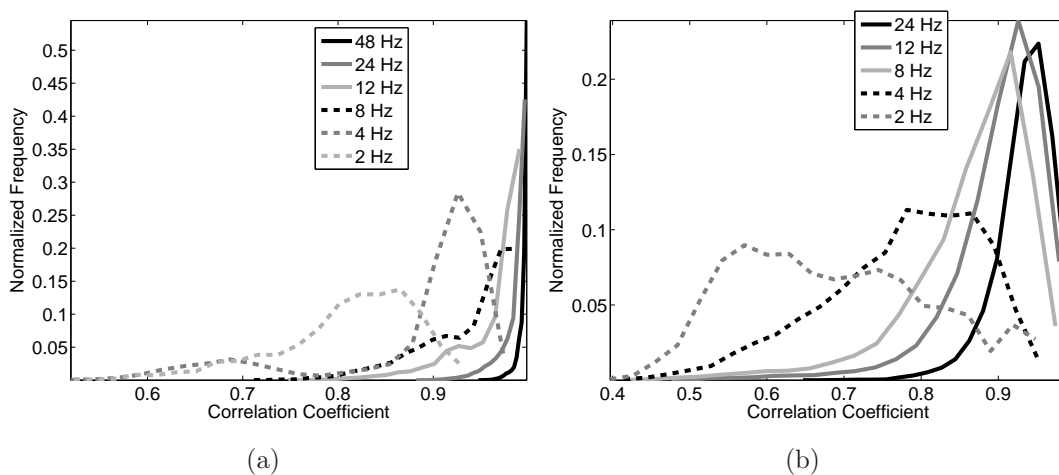 Normalized Frequency
0.5
0.45
0.4
0.35
0.3
0.25
0.2
0.15
0.1
0.05
0.6
0.7
0.8
0.9
Correlation Coefficient
48 Hz
24 Hz
12 Hz
8 Hz
4 Hz
2 Hz
(a)
Normalized Frequency
0.2
0.15
0.1
0.05
0.4
0.5
0.6
0.7
0.8
0.9
Correlation Coefficient
24 Hz
12 Hz
8 Hz
4 Hz
2 Hz
(b)